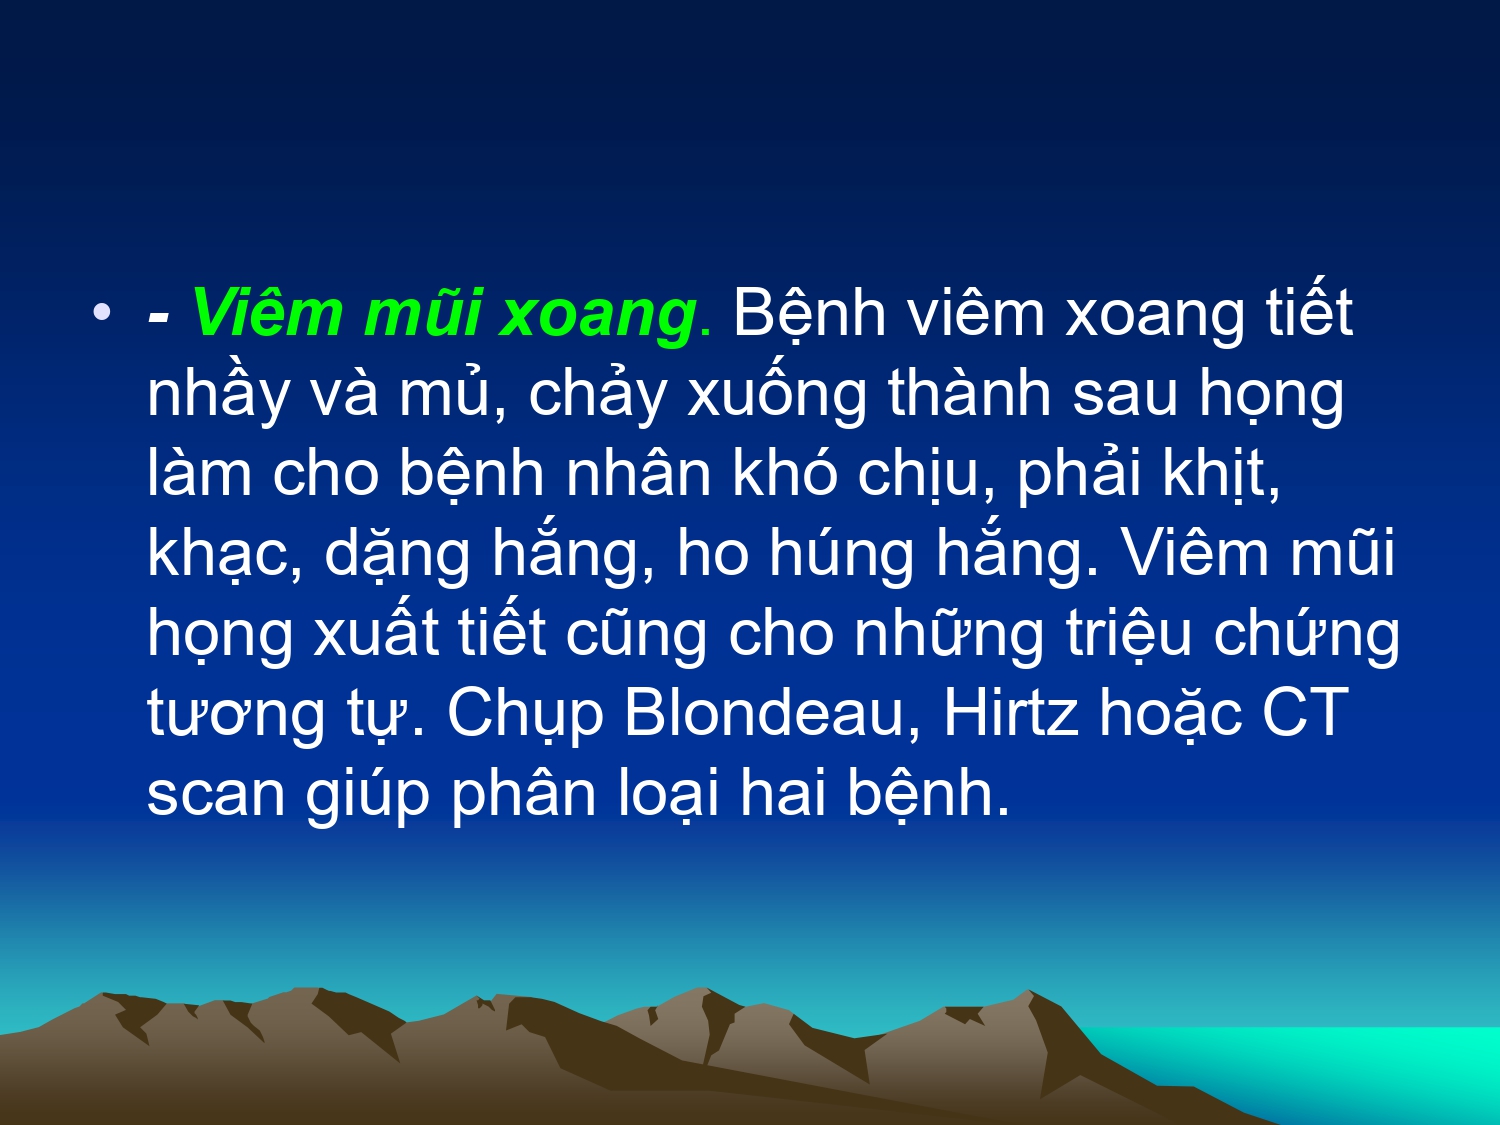 • - Viêm mũi xoang. Bệnh viêm xoang tiết
nhầy và mủ, chảy xuống thành sau họng
làm cho bệnh nhân khó chịu, phải khịt,
khạc, dặng hắng, ho húng hắng. Viêm mũi
họng xuất tiết cũng cho những triệu chứng
tương tự. Chụp Blondeau, Hirtz hoặc CT
scan giúp phân loại hai bệnh.